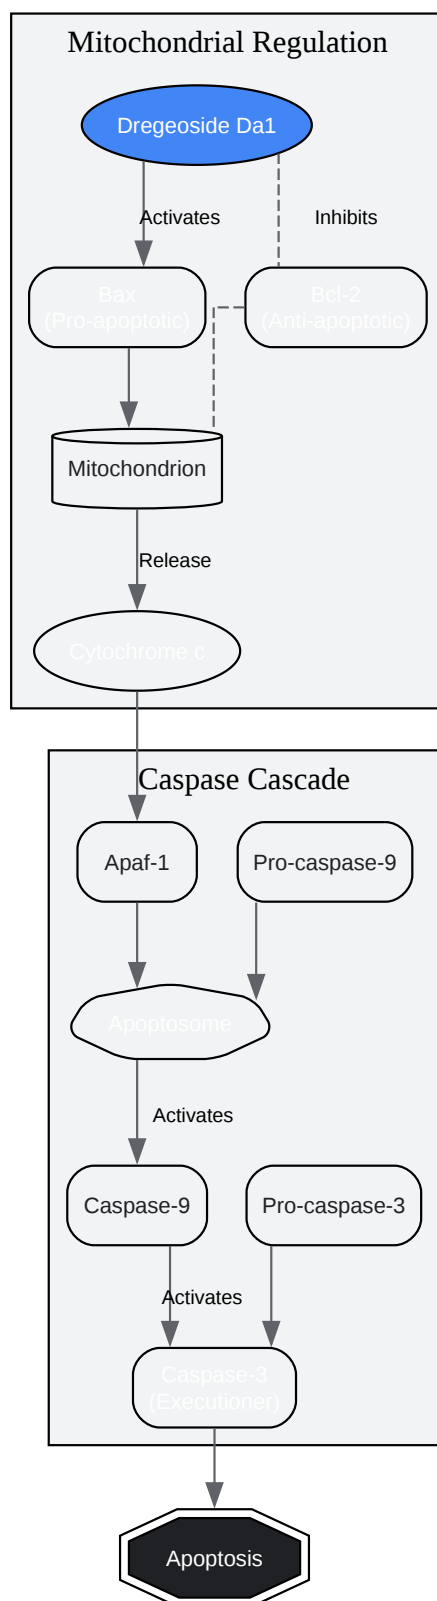 Mitochondrial Regulation
Dregeoside Da1
Activates
Inhibits
Bax
(Pro-apoptotic)
Bcl-2
(Anti-apoptotic)
Mitochondrion
Release
Cytochrome c
Caspase Cascade
Apaf-1
Pro-caspase-9
Apoptosome
Activates
Caspase-9
Pro-caspase-3
Activates
Caspase-3
(Executioner)
Apoptosis